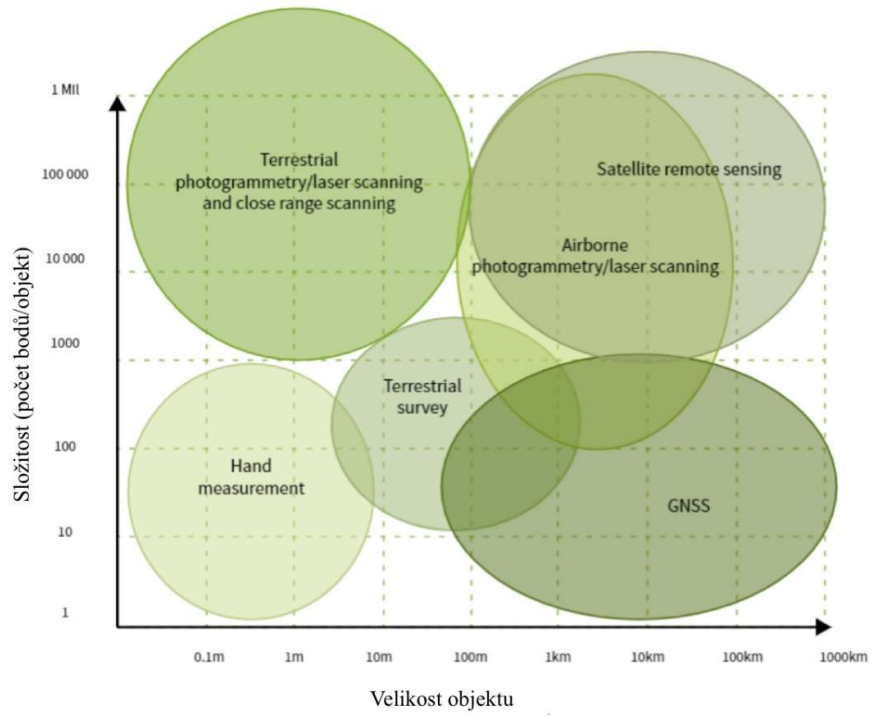 1 Mil
100 000
10 000
1000
100
10
1
Složitost (počet bodů/objekt)
Terrestrial
photogrammetry/laser scanning
and close range scanning
Satellite remote sensing
Airborne
photogrammetry/laser scanning
Terrestrial
survey
Hand
measurement
GNSS
0.1m
1m
10m
100m
1km
10km
100km
1000km
Velikost objektu